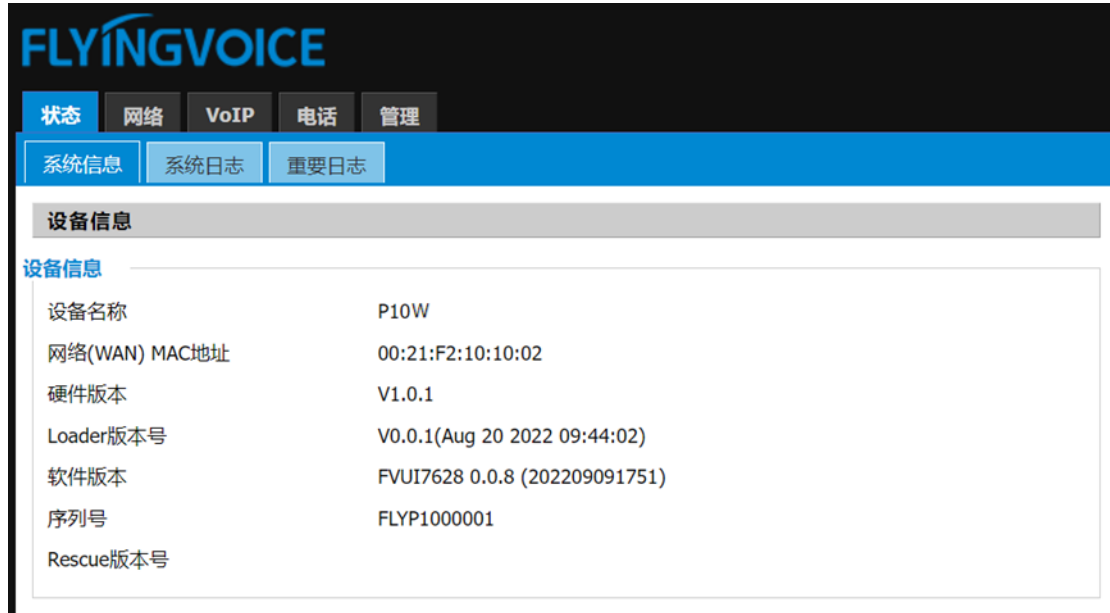 FLYINGVOICE
状态 网络 VoIP 电话 管理
系统信息 系统日志 重要日志
设备信息
设备信息
设备名称 P10W
网络(WAN) MAC地址 00:21:F2:10:10:02
硬件版本 V1.0.1
Loader版本号 V0.0.1(Aug 20 2022 09:44:02)
软件版本 FVUI7628 0.0.8 (202209091751)
序列号 FLYP1000001
Rescue版本号